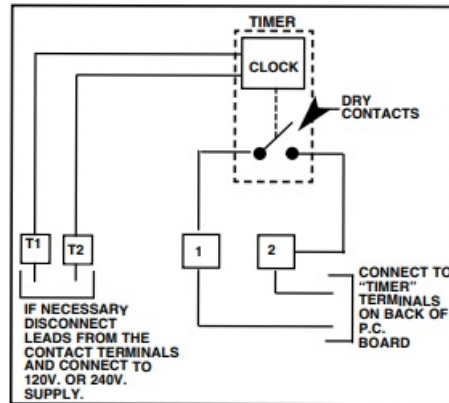 TIMER
CLOCK
DRY
CONTACTS
T1
T2
1
2
IF NECESSARY
DISCONNECT
LEADS FROM THE
CONTACT TERMINALS
AND CONNECT TO
120V. OR 240V.
SUPPLY.
CONNECT TO
“TIMER”
TERMINALS
ON BACK OF
P.C.
BOARD